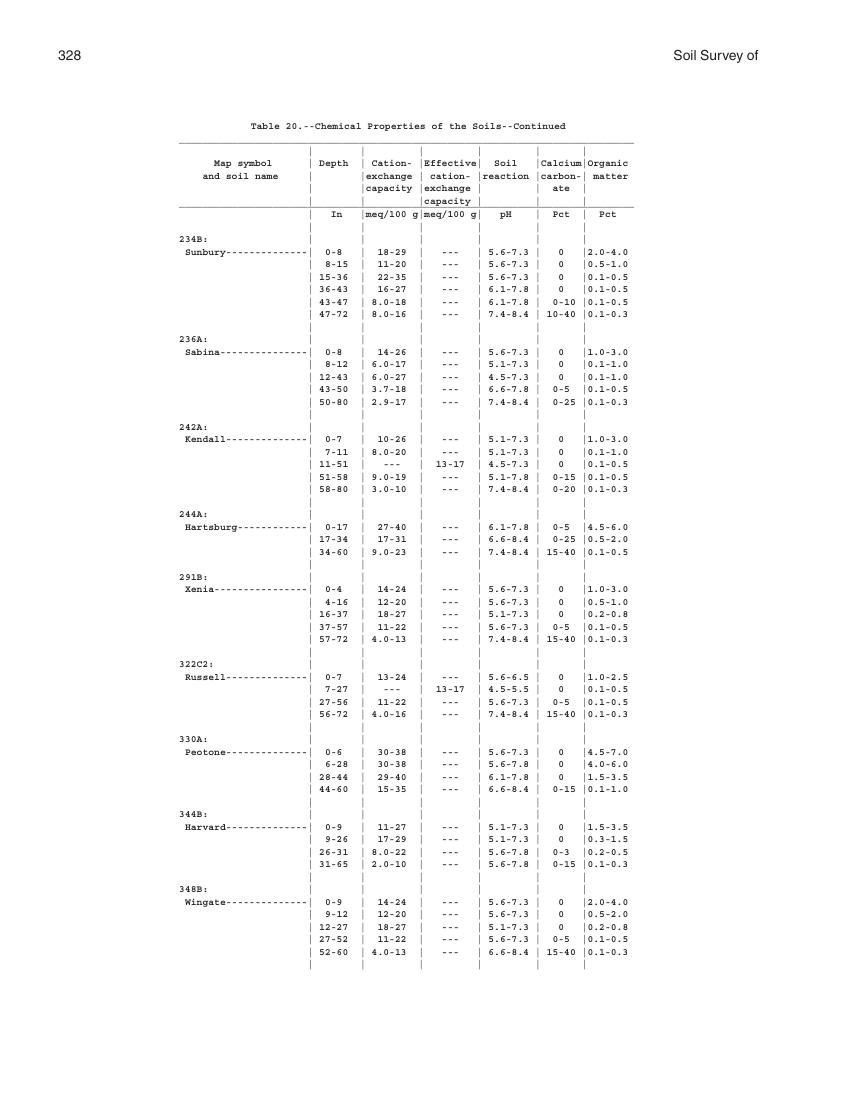 328 Soil Survey of
Table 20.--Chemical Properties of the Soils--Continued
Map symbol | Depth | Cation- |Effective| Soil |Calcium|Organic
and soil name | | exchange | cation- |reaction |carbon-| matter
| | capacity |exchange | | ate |
| | |capacity | | |
| In |meq/100 g|meq/100 g| pH | Pct | Pct
234B:
Sunbury-------------| 0-8 | 18-29 | --- | 5.6-7.3 | 0 |2.0-4.0
| 8-15 | 11-20 | --- | 5.6-7.3 | 0 |0.5-1.0
| 15-36 | 22-35 | --- | 5.6-7.3 | 0 |0.1-0.5
| 36-43 | 16-27 | --- | 6.1-7.8 | 0 |0.1-0.5
| 43-47 | 8.0-18 | --- | 6.1-7.8 | 0-10 |0.1-0.5
| 47-72 | 8.0-16 | --- | 7.4-8.4 | 10-40 |0.1-0.3
236A:
Sabina--------------| 0-8 | 14-26 | --- | 5.6-7.3 | 0 |1.0-3.0
| 8-12 | 6.0-17 | --- | 5.1-7.3 | 0 |0.1-1.0
| 12-43 | 6.0-27 | --- | 4.5-7.3 | 0 |0.1-1.0
| 43-50 | 3.7-18 | --- | 6.6-7.8 | 0-5 |0.1-0.5
| 50-80 | 2.9-17 | --- | 7.4-8.4 | 0-25 |0.1-0.3
242A:
Kendall-------------| 0-7 | 10-26 | --- | 5.1-7.3 | 0 |1.0-3.0
| 7-11 | 8.0-20 | --- | 5.1-7.3 | 0 |0.1-1.0
| 11-51 | --- | 13-17 | 4.5-7.3 | 0 |0.1-0.5
| 51-58 | 9.0-19 | --- | 5.1-7.8 | 0-15 |0.1-0.5
| 58-80 | 3.0-10 | --- | 7.4-8.4 | 0-20 |0.1-0.3
244A:
Hartsburg-----------| 0-17 | 27-40 | --- | 6.1-7.8 | 0-5 |4.5-6.0
| 17-34 | 17-31 | --- | 6.6-8.4 | 0-25 |0.5-2.0
| 34-60 | 9.0-23 | --- | 7.4-8.4 | 15-40 |0.1-0.5
291B:
Xenia---------------| 0-4 | 14-24 | --- | 5.6-7.3 | 0 |1.0-3.0
| 4-16 | 12-20 | --- | 5.6-7.3 | 0 |0.5-1.0
| 16-37 | 18-27 | --- | 5.1-7.3 | 0 |0.2-0.8
| 37-57 | 11-22 | --- | 5.6-7.3 | 0-5 |0.1-0.5
| 57-72 | 4.0-13 | --- | 7.4-8.4 | 15-40 |0.1-0.3
322C2:
Russell-------------| 0-7 | 13-24 | --- | 5.6-6.5 | 0 |1.0-2.5
| 7-27 | --- | 13-17 | 4.5-5.5 | 0 |0.1-0.5
| 27-56 | 11-22 | --- | 5.6-7.3 | 0-5 |0.1-0.5
| 56-72 | 4.0-16 | --- | 7.4-8.4 | 15-40 |0.1-0.3
330A:
Peotone-------------| 0-6 | 30-38 | --- | 5.6-7.3 | 0 |4.5-7.0
| 6-28 | 30-38 | --- | 5.6-7.8 | 0 |4.0-6.0
| 28-44 | 29-40 | --- | 6.1-7.8 | 0 |1.5-3.5
| 44-60 | 15-35 | --- | 6.6-8.4 | 0-15 |0.1-1.0
344B:
Harvard-------------| 0-9 | 11-27 | --- | 5.1-7.3 | 0 |1.5-3.5
| 9-26 | 17-29 | --- | 5.1-7.3 | 0 |0.3-1.5
| 26-31 | 8.0-22 | --- | 5.6-7.8 | 0-3 |0.2-0.5
| 31-65 | 2.0-10 | --- | 5.6-7.8 | 0-15 |0.1-0.3
348B:
Wingate-------------| 0-9 | 14-24 | --- | 5.6-7.3 | 0 |2.0-4.0
| 9-12 | 12-20 | --- | 5.6-7.3 | 0 |0.5-2.0
| 12-27 | 18-27 | --- | 5.1-7.3 | 0 |0.2-0.8
| 27-52 | 11-22 | --- | 5.6-7.3 | 0-5 |0.1-0.5
| 52-60 | 4.0-13 | --- | 6.6-8.4 | 15-40 |0.1-0.3